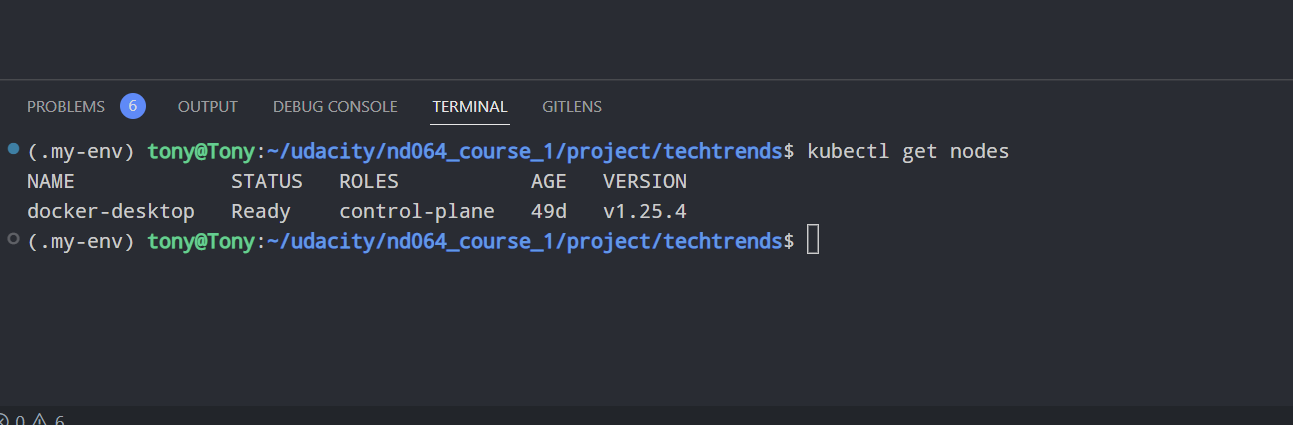 PROBLEMS 6 OUTPUT DEBUG CONSOLE TERMINAL GITLENS
(.my-env) tony@Tony:~/udacity/nd064_course_1/project/techtrends$ kubectl get nodes
NAME STATUS ROLES AGE VERSION
docker-desktop Ready control-plane 49d v1.25.4
(.my-env) tony@Tony:~/udacity/nd064_course_1/project/techtrends$
0 6